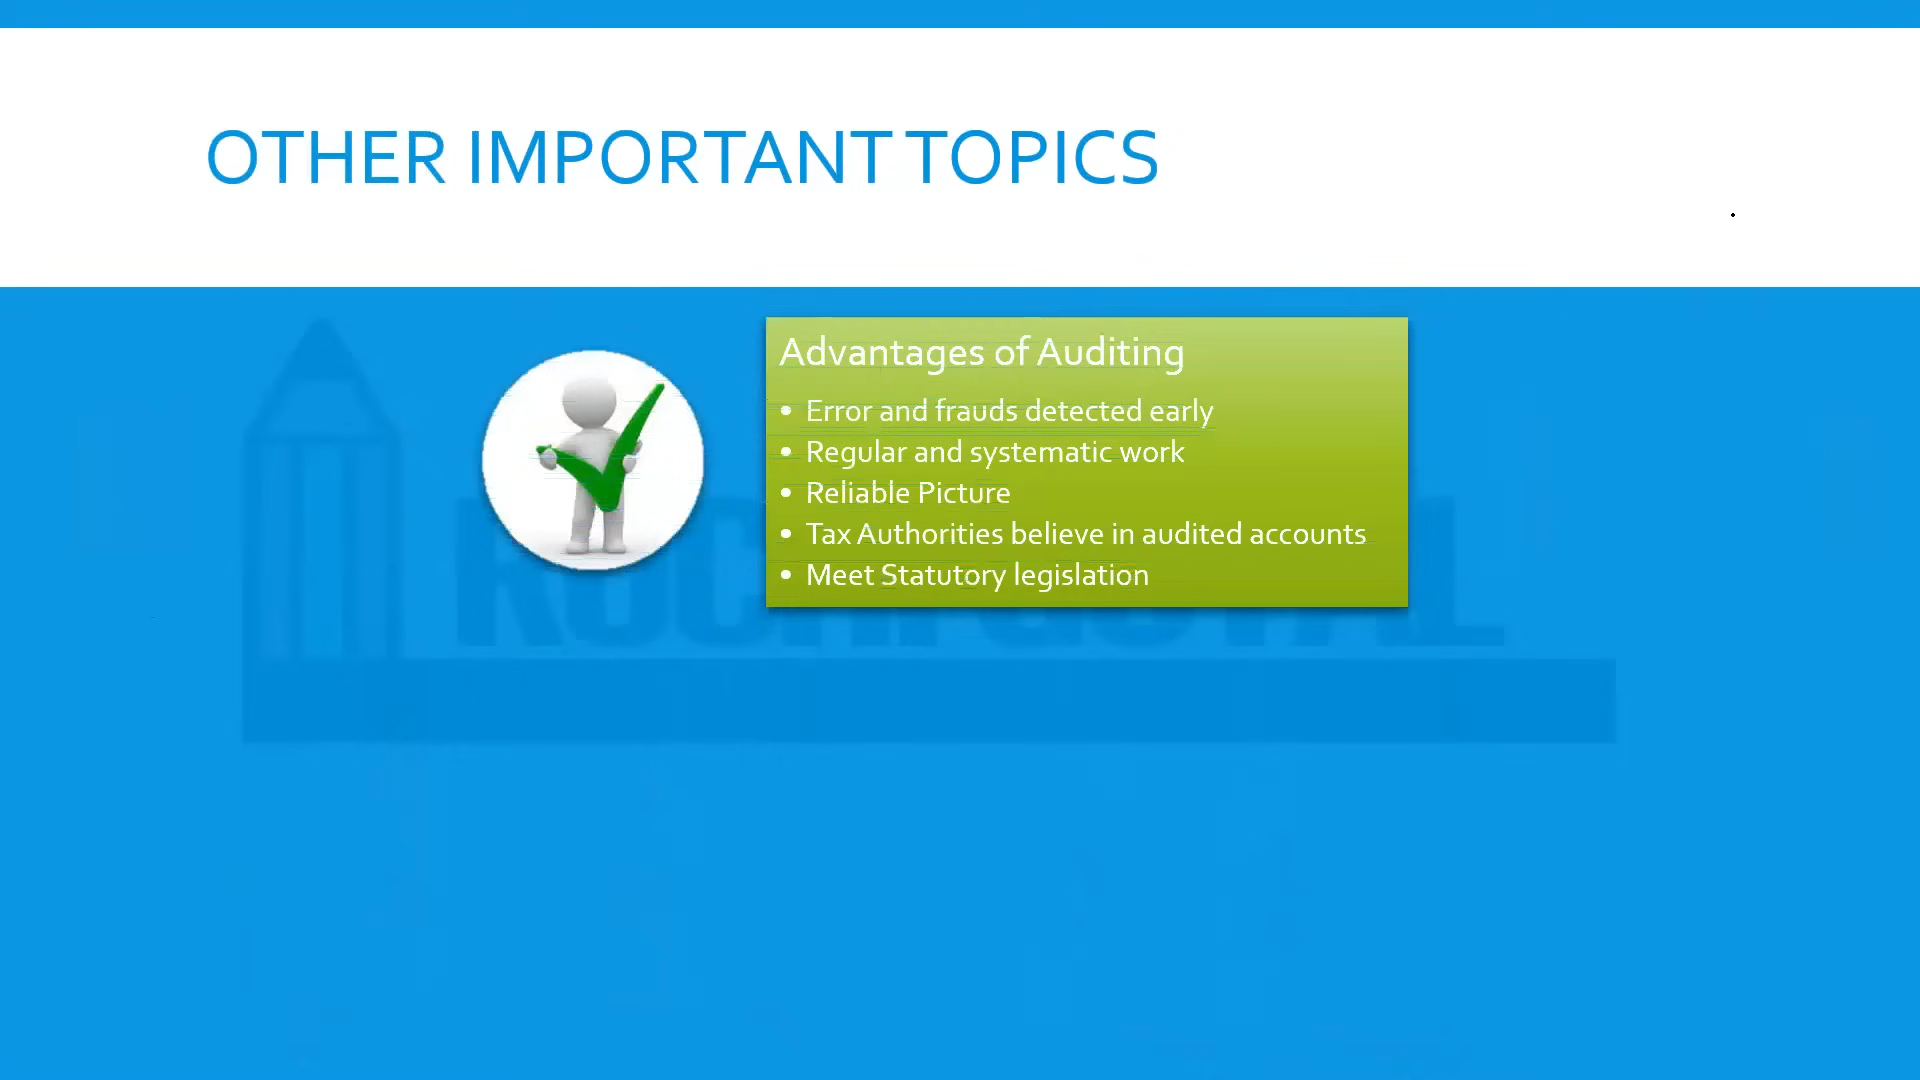 OTHER IMPORTANT TOPICS
Advantages of Auditing
• Error and frauds detected early
• Regular and systematic work
• Reliable Picture
• Tax Authorities believe in audited accounts
• Meet Statutory legislation